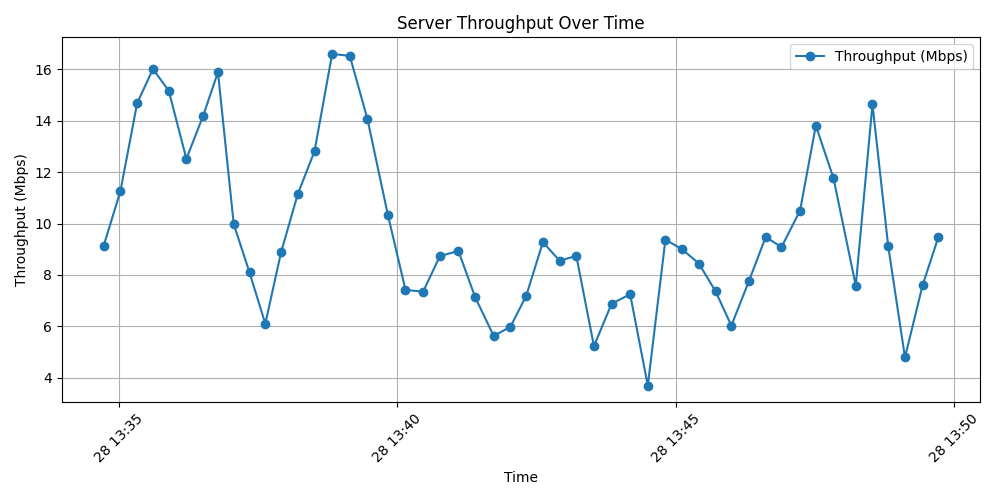 Server Throughput Over Time
Throughput (Mbps)
Throughput (Mbps)
16
14
12
10
8
6
4
28 13:35
28 13:40
28 13:45
28 13:50
Time